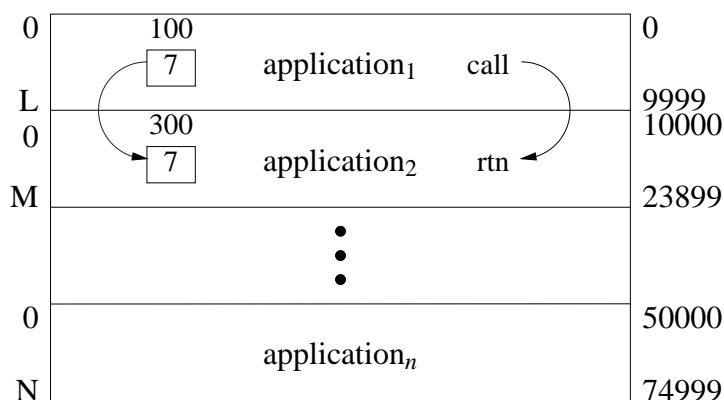 0 100 0
7 application₁ call
L 9999
0 300 10000
7 application₂ rtn
M 23899
0 50000
applicationₙ
N 74999